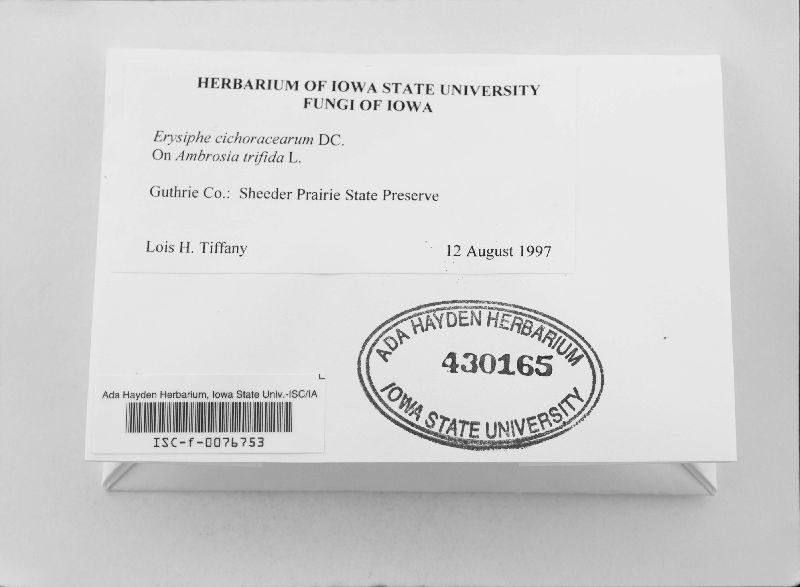 HERBARIUM OF IOWA STATE UNIVERSITY
FUNGI OF IOWA
Erysiphe cichoracearum DC.
On Ambrosia trifida L.
Guthrie Co.: Sheeder Prairie State Preserve
Lois H. Tiffany 12 August 1997
ADA HAYDEN HERBARIUM
430165
IOWA STATE UNIVERSITY
Ada Hayden Herbarium, Iowa State Univ.-ISC/IA
ISC-f-0076753